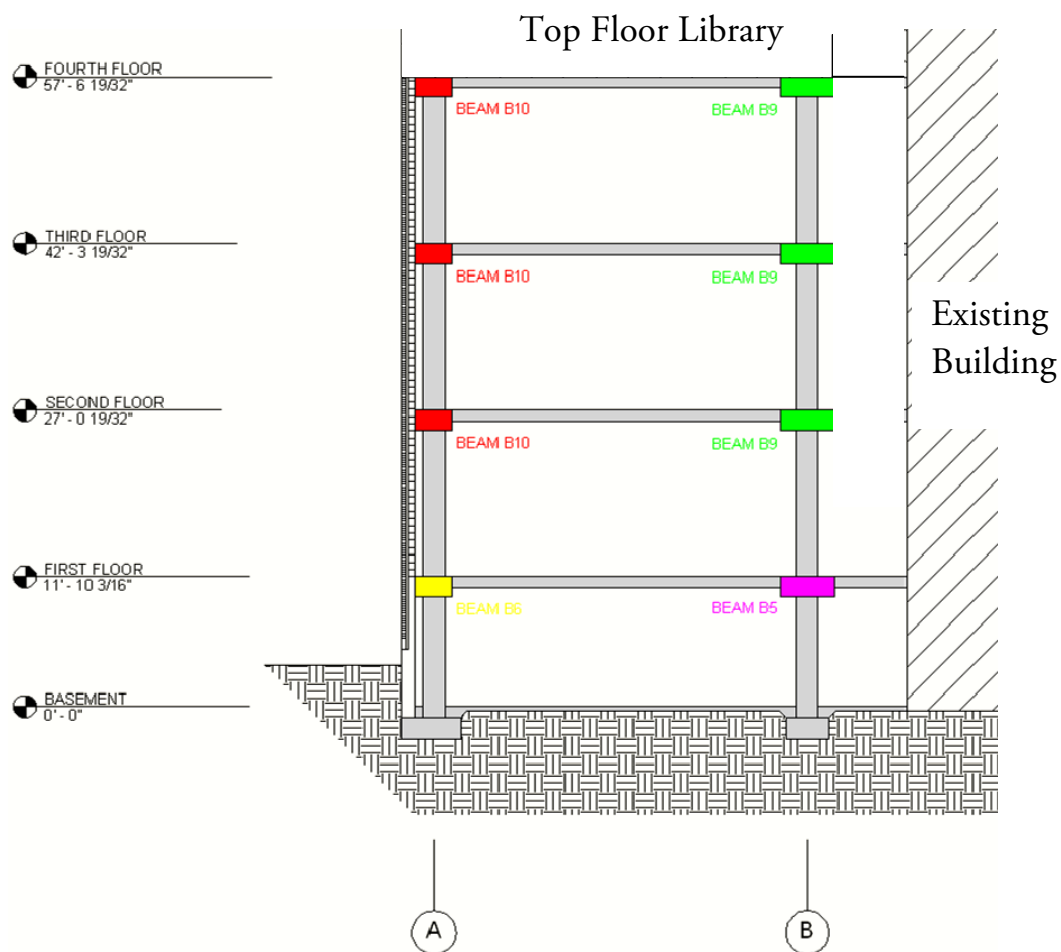 Top Floor Library
FOURTH FLOOR
57' - 6 19/32"
BEAM B10
BEAM B9
THIRD FLOOR
42' - 3 19/32"
BEAM B10
BEAM B9
Existing
Building
SECOND FLOOR
27' - 0 19/32"
BEAM B10
BEAM B9
FIRST FLOOR
11' - 10 3/16"
BEAM B6
BEAM B5
BASEMENT
0' - 0"
A
B